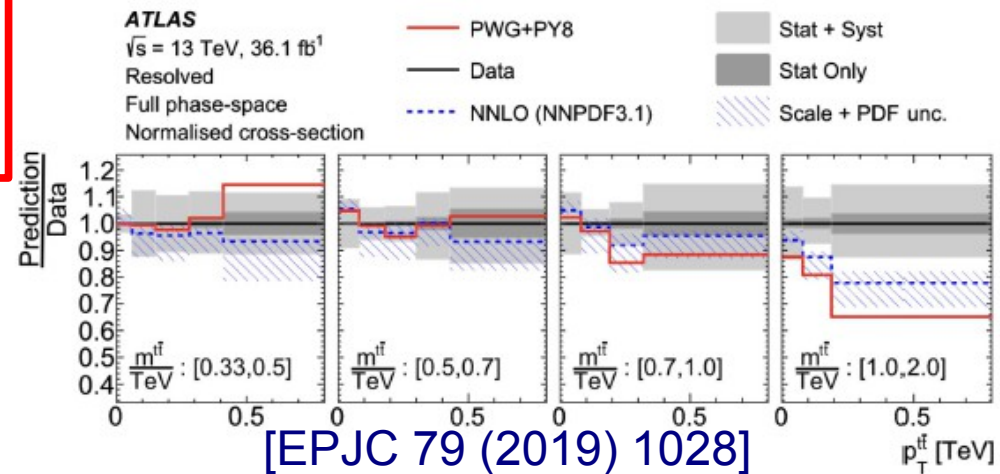 ATLAS
√s = 13 TeV, 36.1 fb¹
Resolved
Full phase-space
Normalised cross-section
PWG+PY8
Data
NNLO (NNPDF3.1)
Stat + Syst
Stat Only
Scale + PDF unc.
Prediction
Data
1.2
1.1
1.0
0.9
0.8
0.7
0.6
0.5
0.4
m^tt̄/TeV : [0.33,0.5]
m^tt̄/TeV : [0.5,0.7]
m^tt̄/TeV : [0.7,1.0]
m^tt̄/TeV : [1.0,2.0]
0 0.5 0 0.5 0 0.5 0 0.5
p_T^tt̄ [TeV]
[EPJC 79 (2019) 1028]